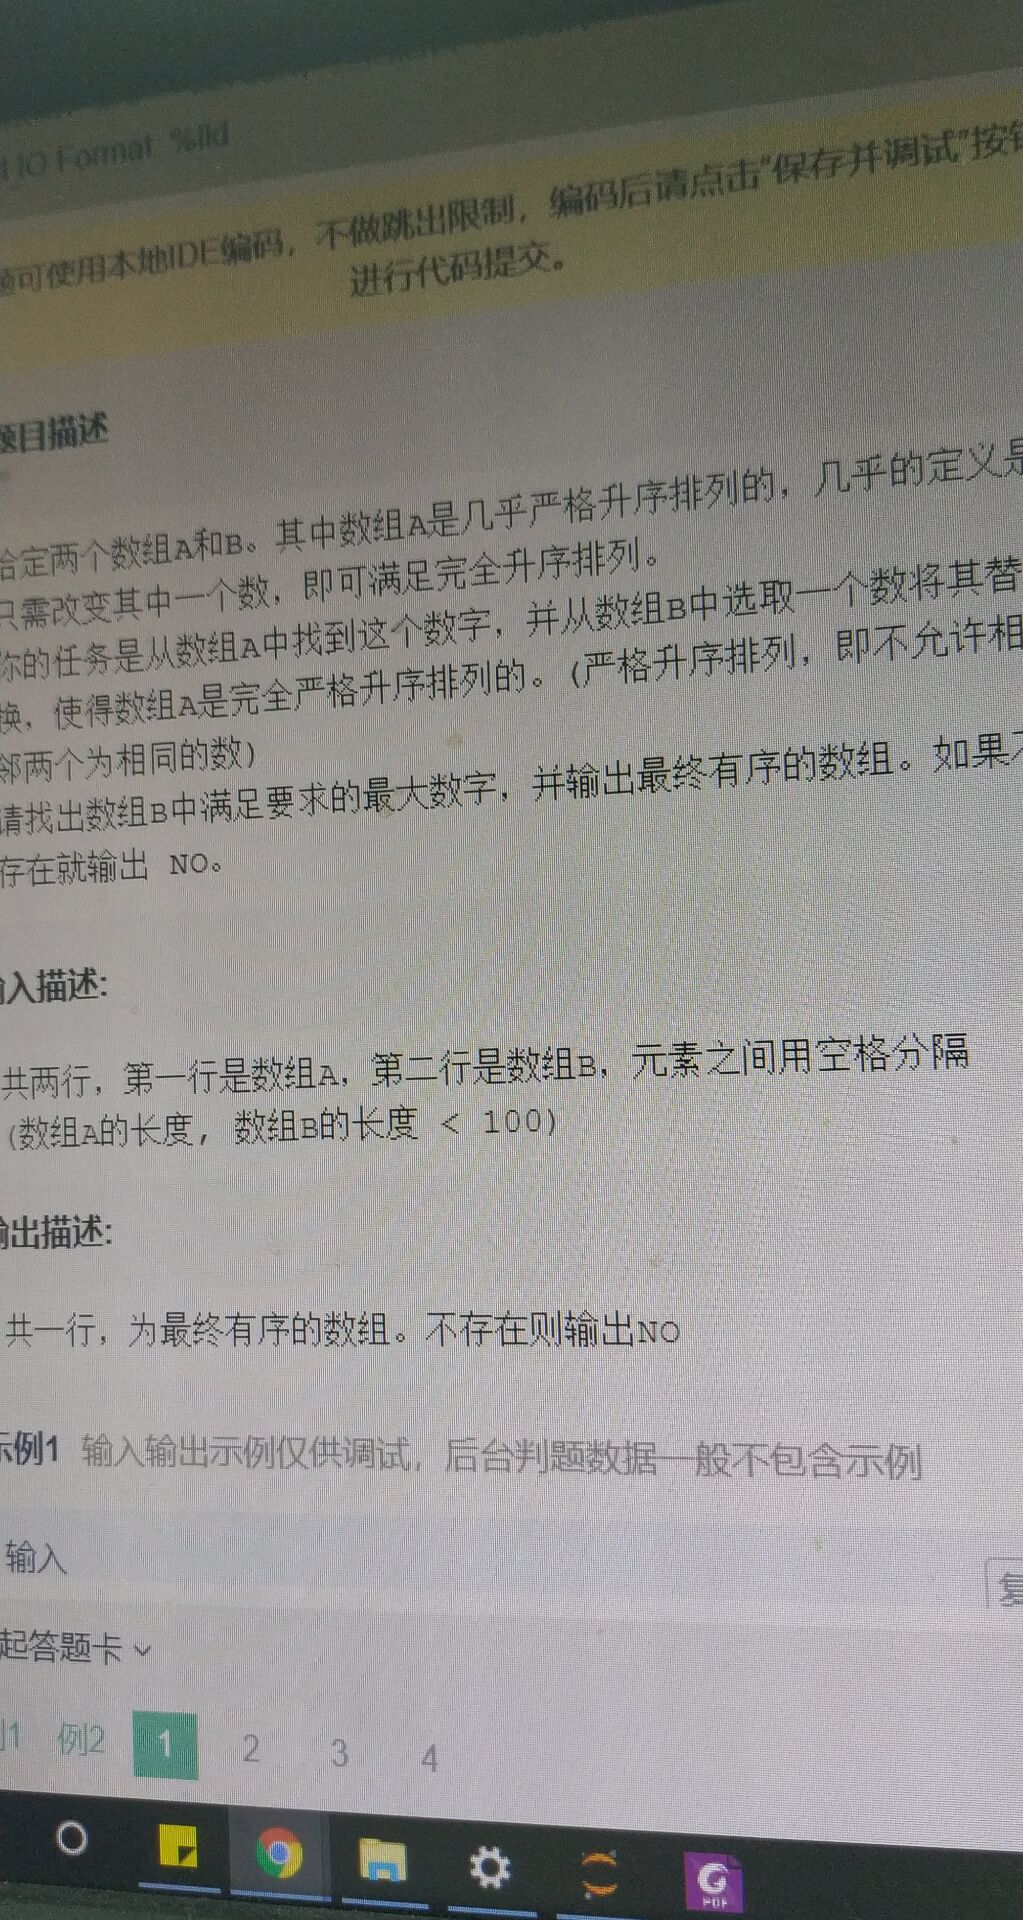 IO Format: %lld
可使用本地IDE编码，不做跳出限制，编码后请点击"保存并调试"按
进行代码提交。
题目描述
给定两个数组A和B。其中数组A是几乎严格升序排列的，几乎的定义是
只需改变其中一个数，即可满足完全升序排列。
你的任务是从数组A中找到这个数字，并从数组B中选取一个数将其替
换，使得数组A是完全严格升序排列的。(严格升序排列，即不允许相
邻两个为相同的数)
请找出数组B中满足要求的最大数字，并输出最终有序的数组。如果不
存在就输出 NO。
输入描述:
共两行，第一行是数组A，第二行是数组B，元素之间用空格分隔
(数组A的长度，数组B的长度 < 100)
输出描述:
共一行，为最终有序的数组。不存在则输出NO
示例1 输入输出示例仅供调试，后台判题数据一般不包含示例
输入
复
起答题卡
例1 例2 1 2 3 4
PDF